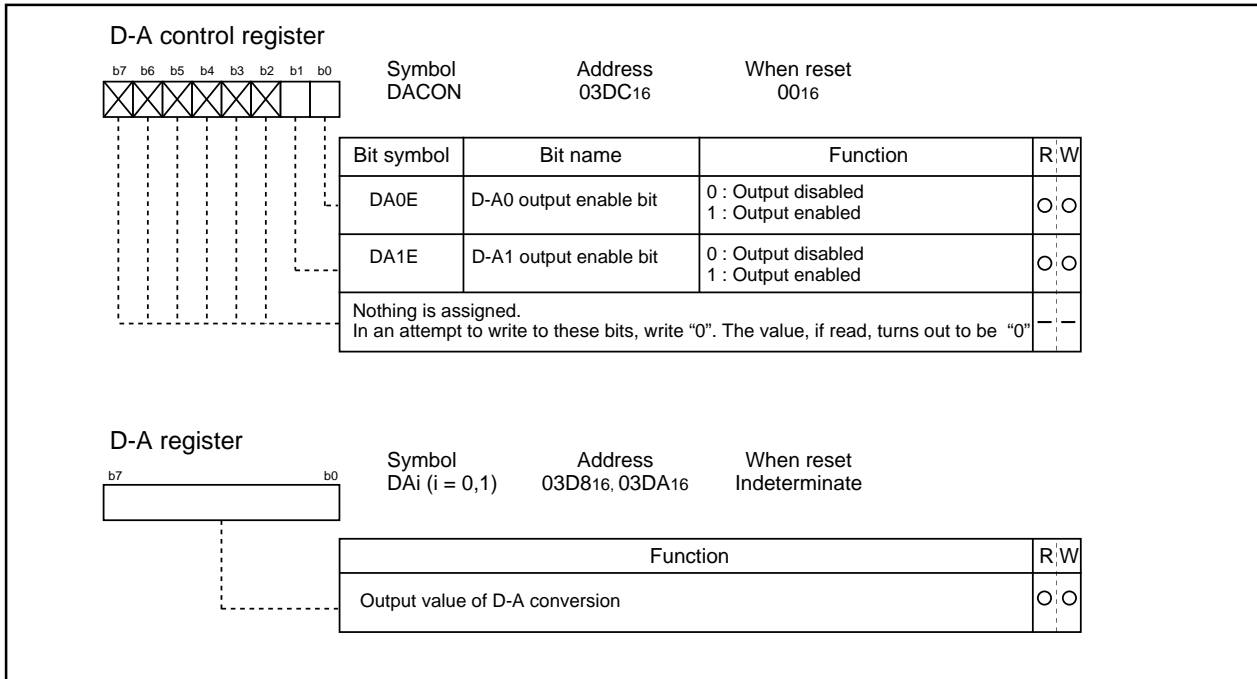 D-A control register
b7 b6 b5 b4 b3 b2 b1 b0
Symbol Address When reset
DACON 03DC16 0016
Bit symbol Bit name Function R W
DA0E D-A0 output enable bit 0 : Output disabled
1 : Output enabled
DA1E D-A1 output enable bit 0 : Output disabled
1 : Output enabled
Nothing is assigned.
In an attempt to write to these bits, write “0”. The value, if read, turns out to be “0”
D-A register
b7 b0
Symbol Address When reset
DAi (i = 0,1) 03D816, 03DA16 Indeterminate
Function R W
Output value of D-A conversion